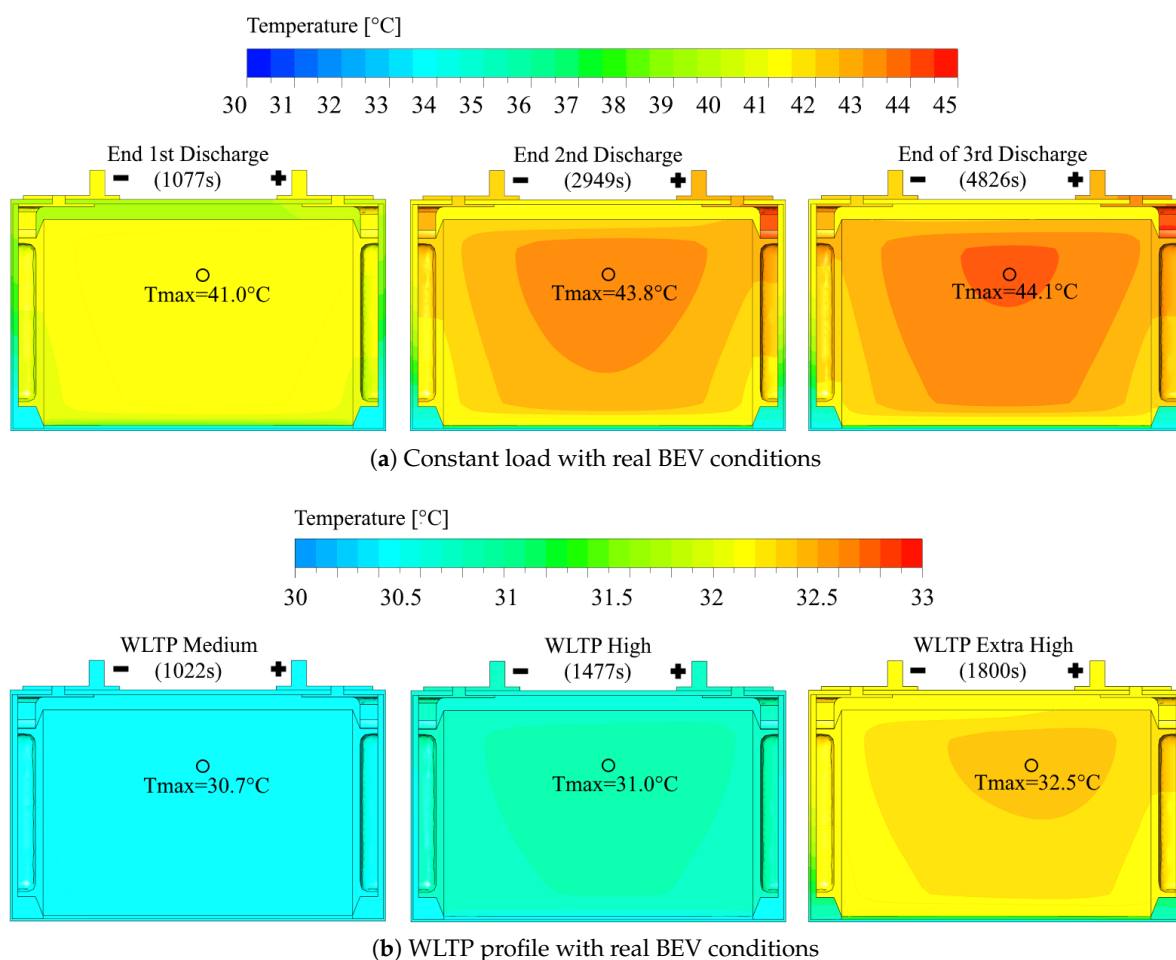 Temperature [°C]
30 31 32 33 34 35 36 37 38 39 40 41 42 43 44 45
End 1st Discharge
(1077s)
− +
Tmax=41.0°C
End 2nd Discharge
(2949s)
− +
Tmax=43.8°C
End of 3rd Discharge
(4826s)
− +
Tmax=44.1°C
(a) Constant load with real BEV conditions
Temperature [°C]
30 30.5 31 31.5 32 32.5 33
WLTP Medium
(1022s)
− +
Tmax=30.7°C
WLTP High
(1477s)
− +
Tmax=31.0°C
WLTP Extra High
(1800s)
− +
Tmax=32.5°C
(b) WLTP profile with real BEV conditions